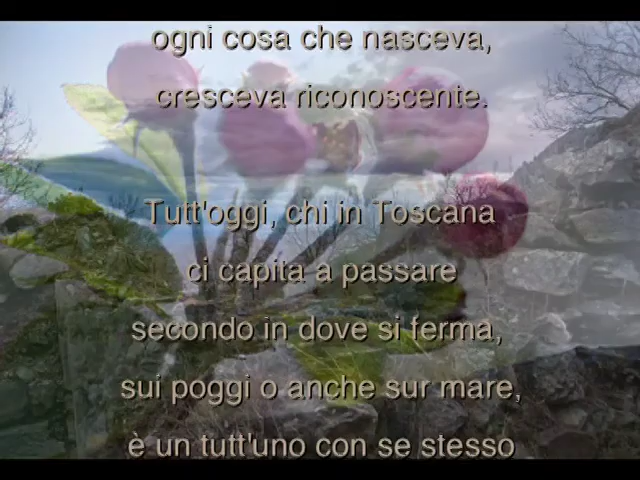 ogni cosa che nasceva,
cresceva riconoscente.
Tutt'oggi, chi in Toscana
ci capita a passare
secondo in dove si ferma,
sui poggi o anche sur mare,
è un tutt'uno con se stesso